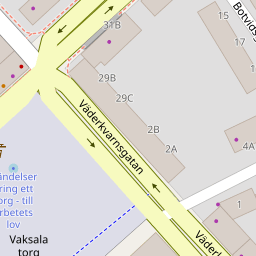 Botvids
31B
15
17
29B
29C
Väderkvarnsgatan
2B
2A
4A
ändelser
ring ett
torg - till
arbetets
lov
Vaksala
torg
1
Väderk